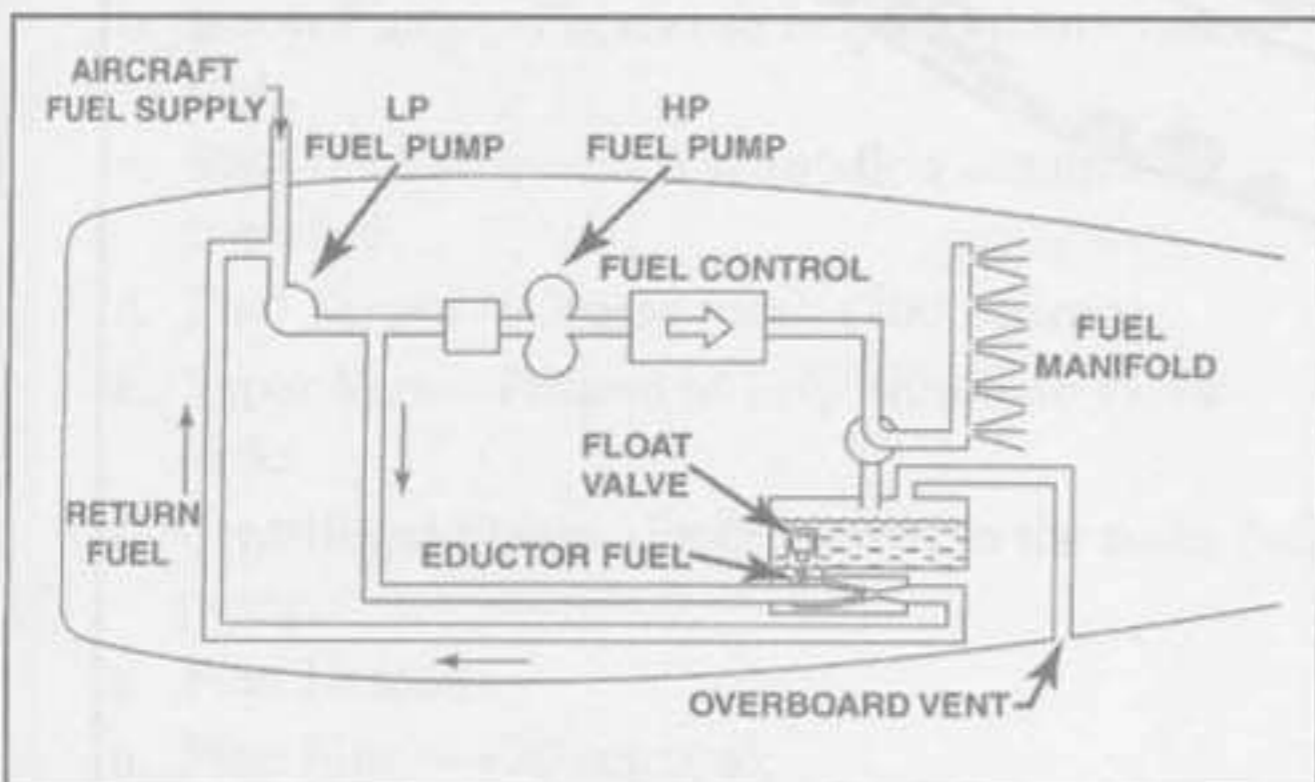 AIRCRAFT
FUEL SUPPLY
LP
FUEL PUMP
HP
FUEL PUMP
FUEL CONTROL
FUEL
MANIFOLD
FLOAT
VALVE
RETURN
FUEL
EDUCTOR FUEL
OVERBOARD VENT